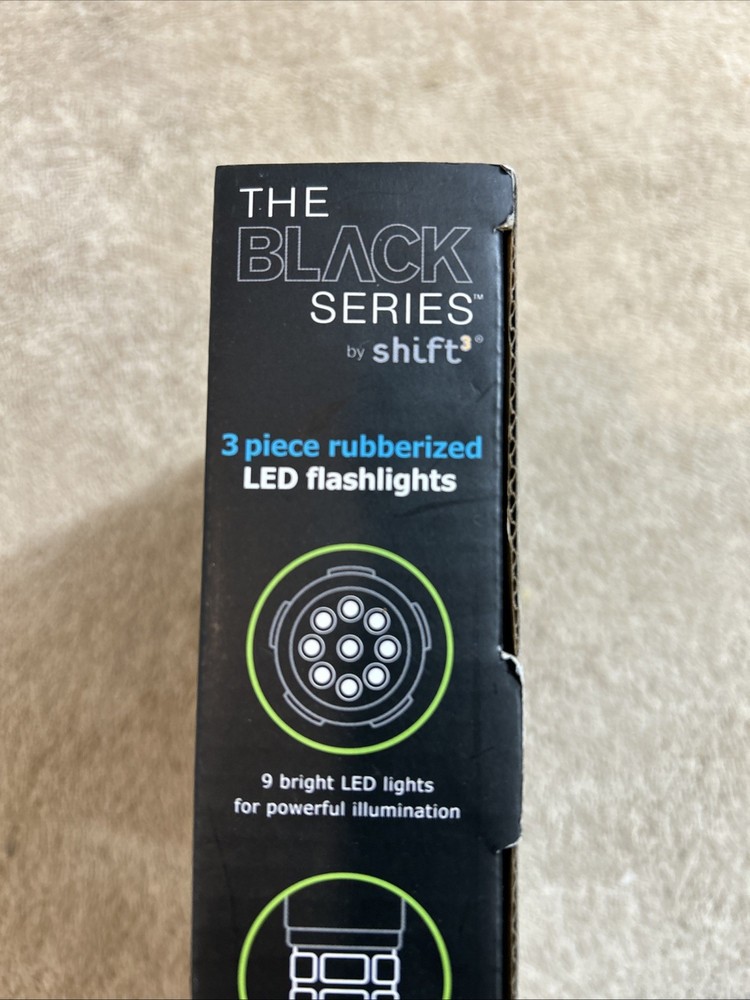 THE
BLACK
SERIES™
by shift³®
3 piece rubberized
LED flashlights
9 bright LED lights
for powerful illumination